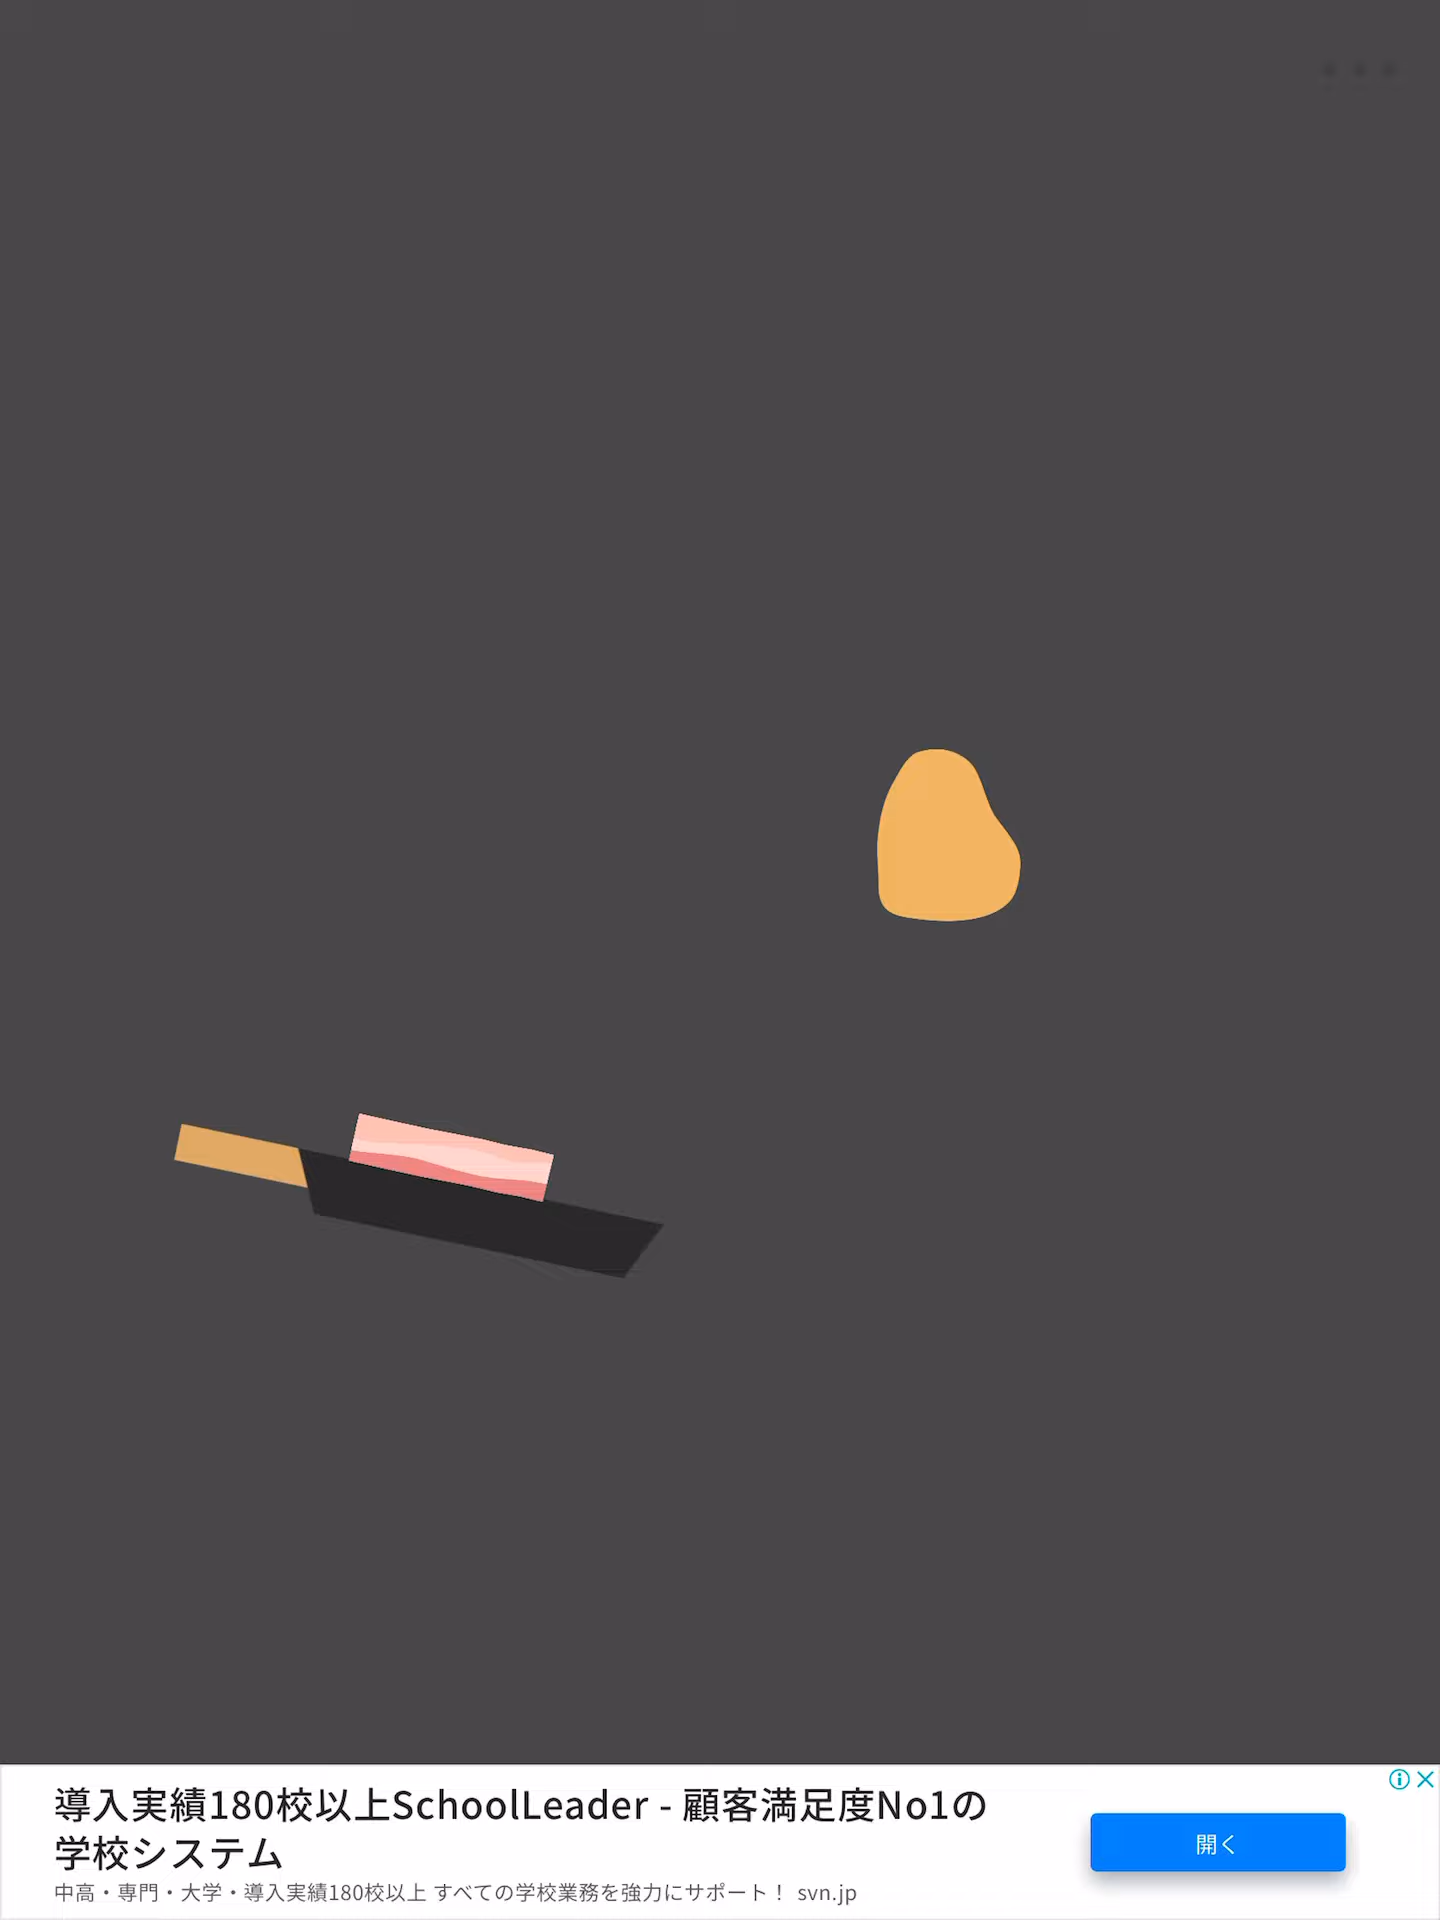 導入実績180校以上SchoolLeader - 顧客満足度No1の
学校システム
中高・専門・大学・導入実績180校以上 すべての学校業務を強力にサポート！ svn.jp
開く